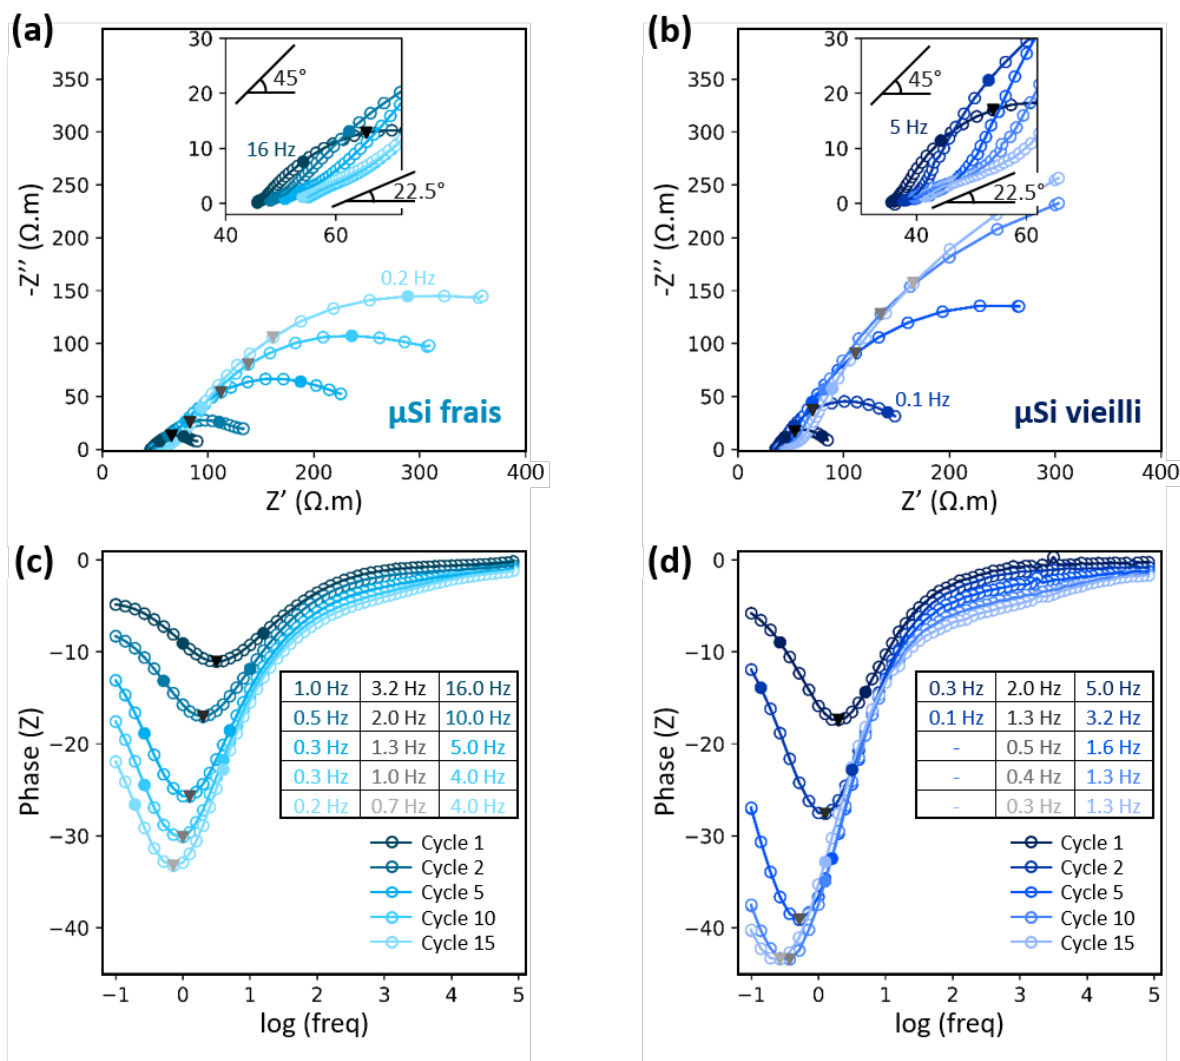 (a)
350
300
250
200
150
100
50
0
-Z’’ (Ω.m)
30
20
10
0
40
60
45°
16 Hz
22.5°
0.2 Hz
µSi frais
0
100
200
300
400
Z’ (Ω.m)
(b)
350
300
250
200
150
100
50
0
-Z’’ (Ω.m)
30
20
10
0
40
60
45°
5 Hz
22.5°
0.1 Hz
µSi vieilli
0
100
200
300
400
Z’ (Ω.m)
(c)
0
−10
−20
−30
−40
Phase (Z)
1.0 Hz 3.2 Hz 16.0 Hz
0.5 Hz 2.0 Hz 10.0 Hz
0.3 Hz 1.3 Hz 5.0 Hz
0.3 Hz 1.0 Hz 4.0 Hz
0.2 Hz 0.7 Hz 4.0 Hz
Cycle 1
Cycle 2
Cycle 5
Cycle 10
Cycle 15
−1 0 1 2 3 4 5
log (freq)
(d)
0
−10
−20
−30
−40
Phase (Z)
0.3 Hz 2.0 Hz 5.0 Hz
0.1 Hz 1.3 Hz 3.2 Hz
- 0.5 Hz 1.6 Hz
- 0.4 Hz 1.3 Hz
- 0.3 Hz 1.3 Hz
Cycle 1
Cycle 2
Cycle 5
Cycle 10
Cycle 15
−1 0 1 2 3 4 5
log (freq)